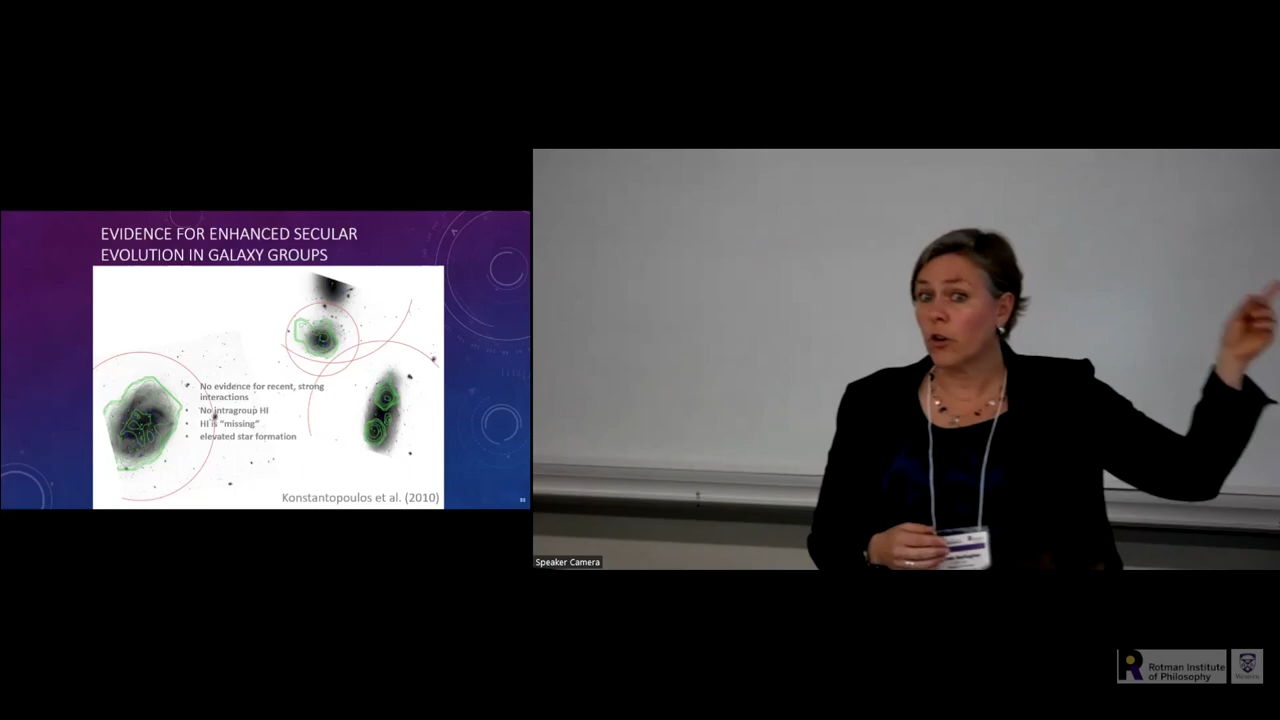 EVIDENCE FOR ENHANCED SECULAR
EVOLUTION IN GALAXY GROUPS
• No evidence for recent, strong
interactions
• No intragroup HI
• HI is "missing"
• elevated star formation
Konstantopoulos et al. (2010)
Speaker Camera
Rotman Institute
of Philosophy